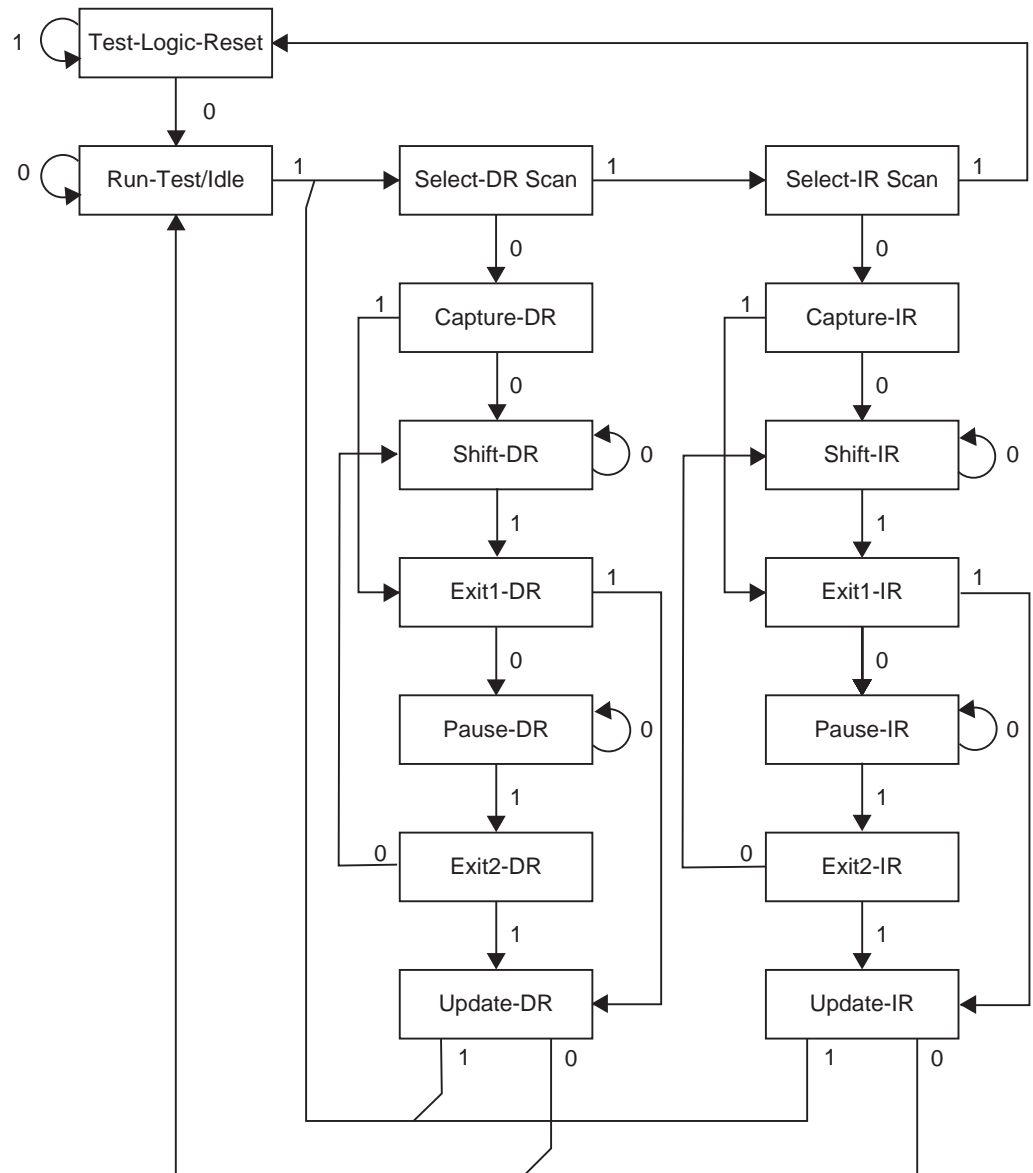 1
Test-Logic-Reset
0
0
Run-Test/Idle
1
Select-DR Scan
1
Select-IR Scan
1
0
0
1
Capture-DR
1
Capture-IR
0
0
Shift-DR
0
Shift-IR
0
1
1
Exit1-DR
1
Exit1-IR
1
0
0
Pause-DR
0
Pause-IR
0
1
1
0
Exit2-DR
0
Exit2-IR
1
1
Update-DR
Update-IR
1
0
1
0